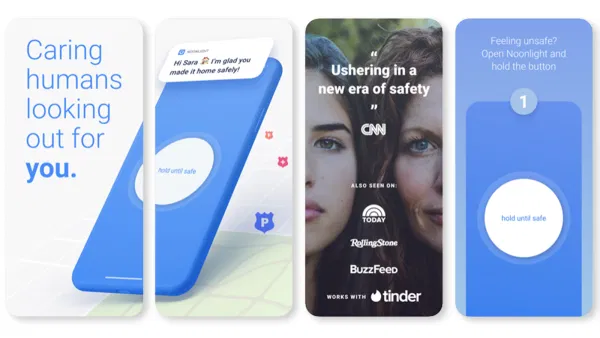 Caring
humans
looking
out for
you.
NOONLIGHT
Hi Sara I'm glad you
made it home safely!
hold until safe
P
“
Ushering in a
new era of safety
”
CNN
ALSO SEEN ON:
TODAY
RollingStone
BuzzFeed
WORKS WITH tinder
Feeling unsafe?
Open Noonlight and
hold the button
1
hold until safe